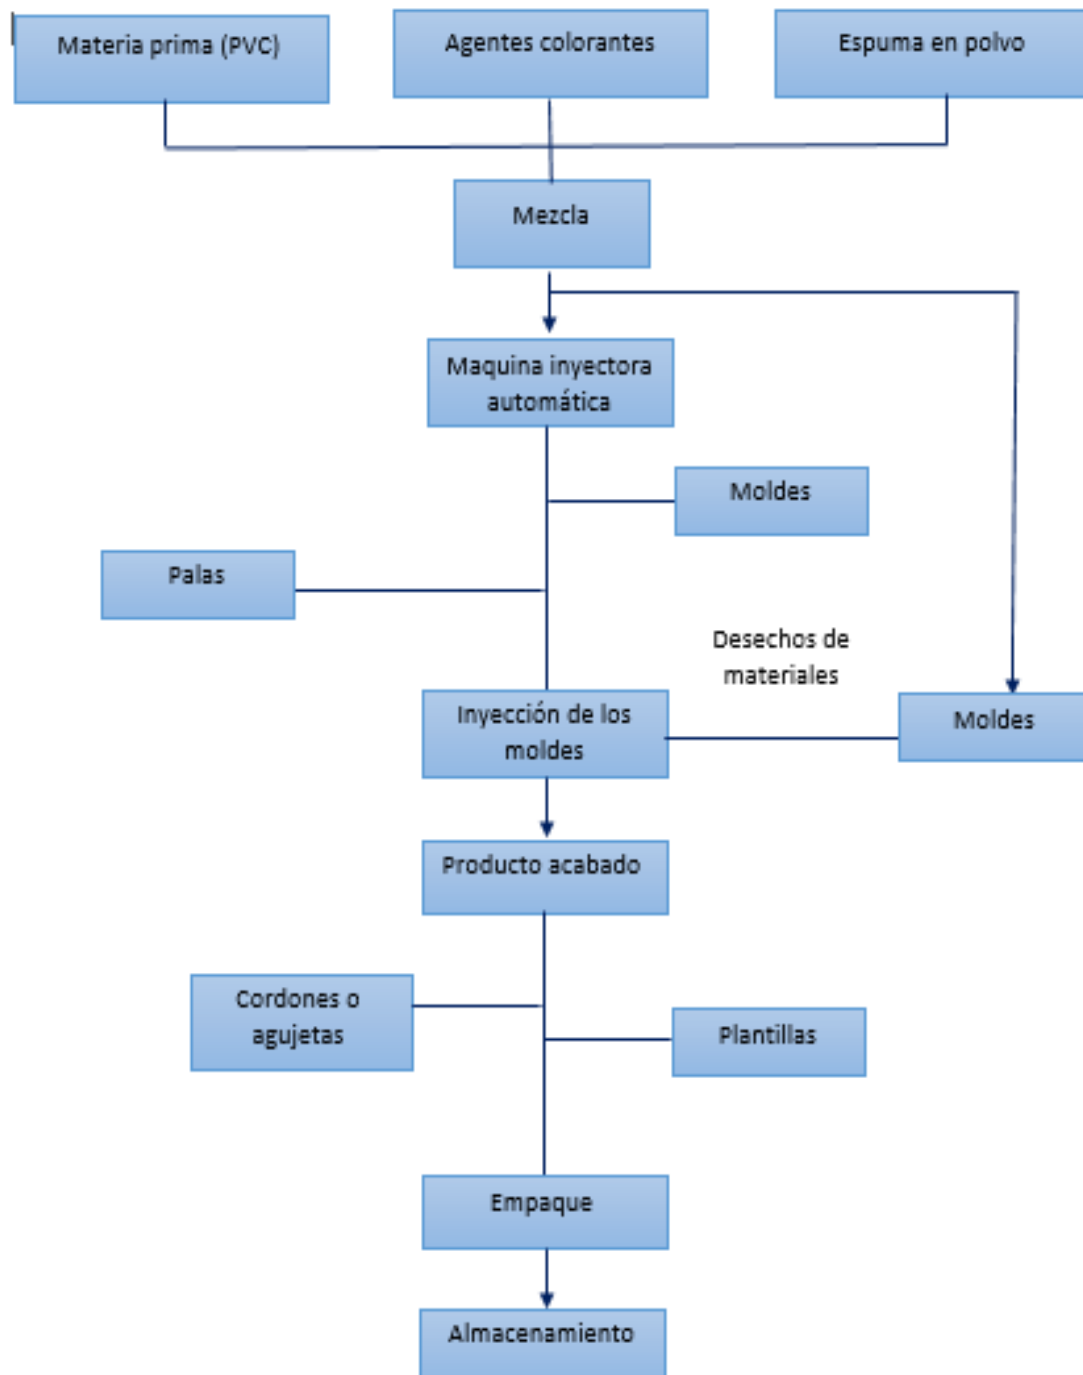 Materia prima (PVC)
Agentes colorantes
Espuma en polvo
Mezcla
Maquina inyectora
automática
Moldes
Palas
Desechos de
materiales
Inyección de los
moldes
Moldes
Producto acabado
Cordones o
agujetas
Plantillas
Empaque
Almacenamiento